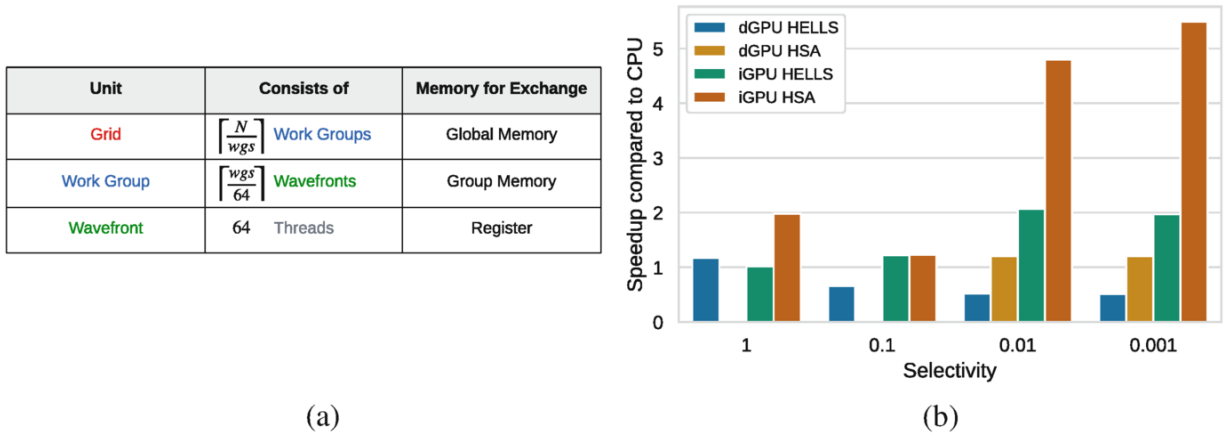 Unit Consists of Memory for Exchange
Grid ⌈N/wgs⌉ Work Groups Global Memory
Work Group ⌈wgs/64⌉ Wavefronts Group Memory
Wavefront 64 Threads Register
(a)
Speedup compared to CPU
5
4
3
2
1
0
dGPU HELLS
dGPU HSA
iGPU HELLS
iGPU HSA
1 0.1 0.01 0.001
Selectivity
(b)